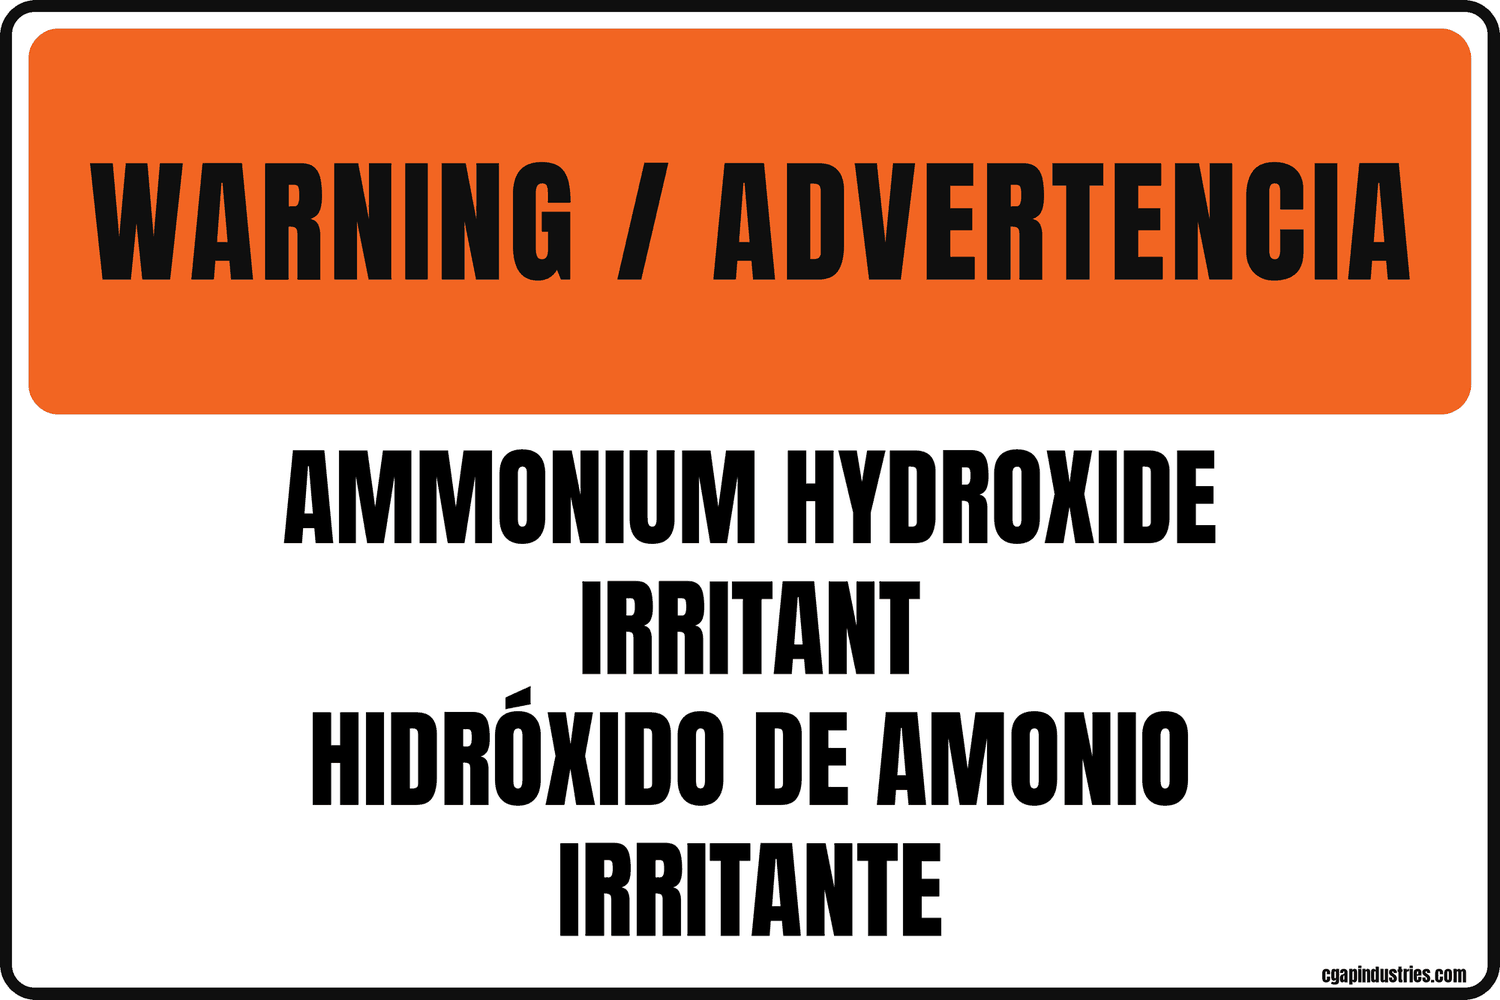 WARNING / ADVERTENCIA
AMMONIUM HYDROXIDE
IRRITANT
HIDRÓXIDO DE AMONIO
IRRITANTE
cgapindustries.com